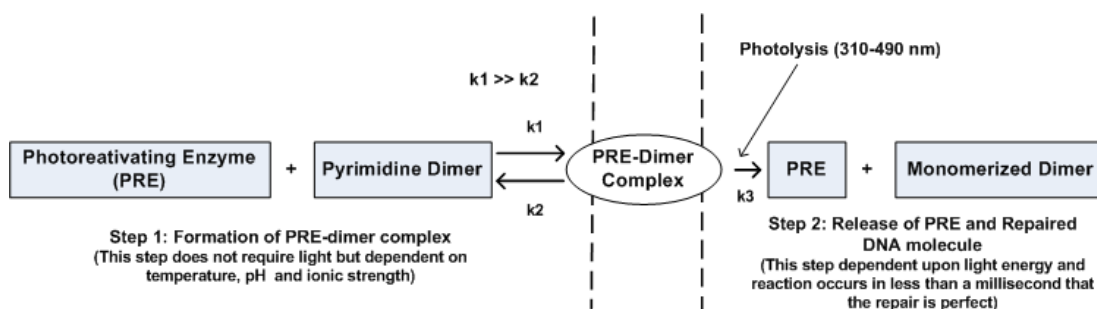 Photolysis (310-490 nm)
k1 >> k2
k1
Photoreativating Enzyme
(PRE)
+
Pyrimidine Dimer
PRE-Dimer
Complex
PRE
+
Monomerized Dimer
k2
k3
Step 1: Formation of PRE-dimer complex
(This step does not require light but dependent on
temperature, pH and ionic strength)
Step 2: Release of PRE and Repaired
DNA molecule
(This step dependent upon light energy and
reaction occurs in less than a millisecond that
the repair is perfect)